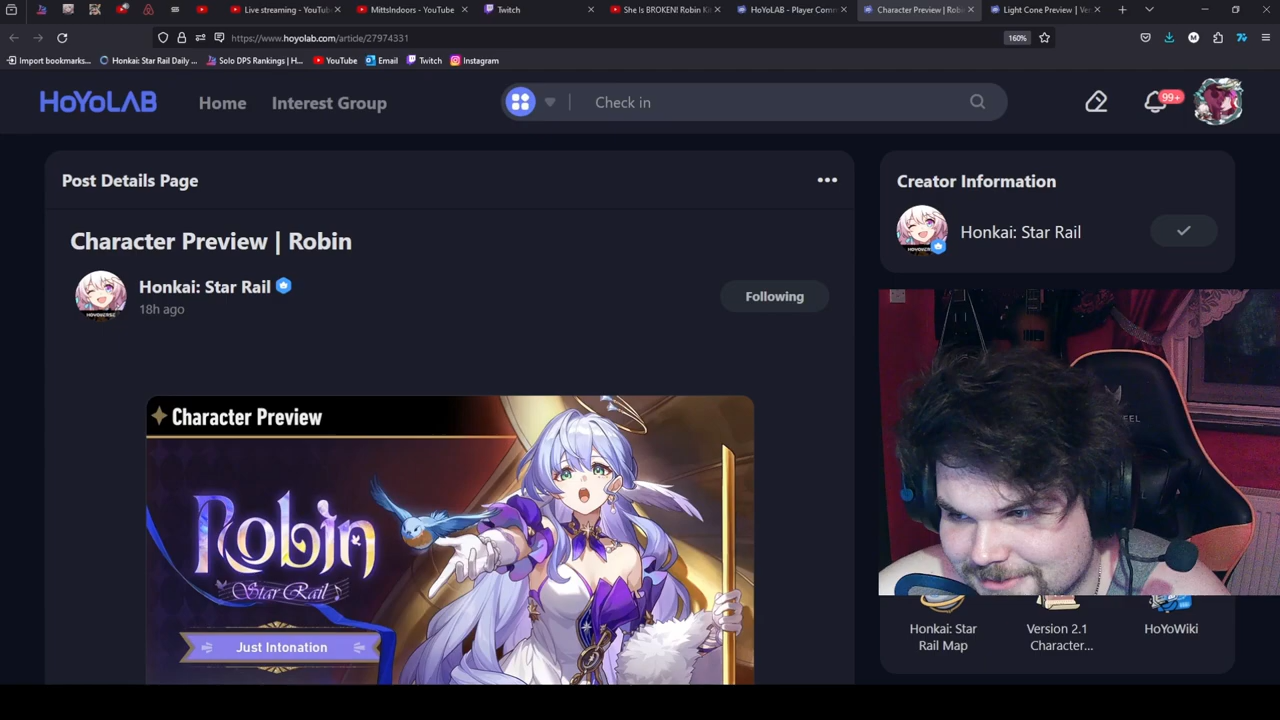 Live streaming - YouTu
MittsIndoors - YouTube
Twitch
She Is BROKEN! Robin Ki
HoYoLAB - Player Comm
Character Preview | Rob
Light Cone Preview | Ve
https://www.hoyolab.com/article/27974331
160%
Import bookmarks...
Honkai: Star Rail Daily ...
Solo DPS Rankings | H...
YouTube
Email
Twitch
Instagram
HoYoLAB
Home
Interest Group
Check in
99+
Post Details Page
Creator Information
Character Preview | Robin
Honkai: Star Rail
Honkai: Star Rail
18h ago
Following
Character Preview
Robin
Star Rail
Just Intonation
Honkai: Star
Rail Map
Version 2.1
Character...
HoYoWiki